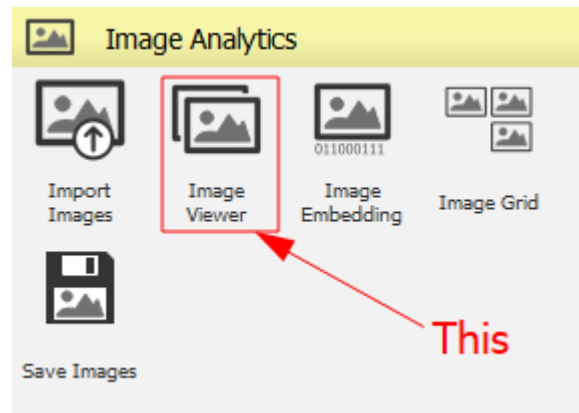 Image Analytics
011000111
Import Images
Image Viewer
Image Embedding
Image Grid
This
Save Images